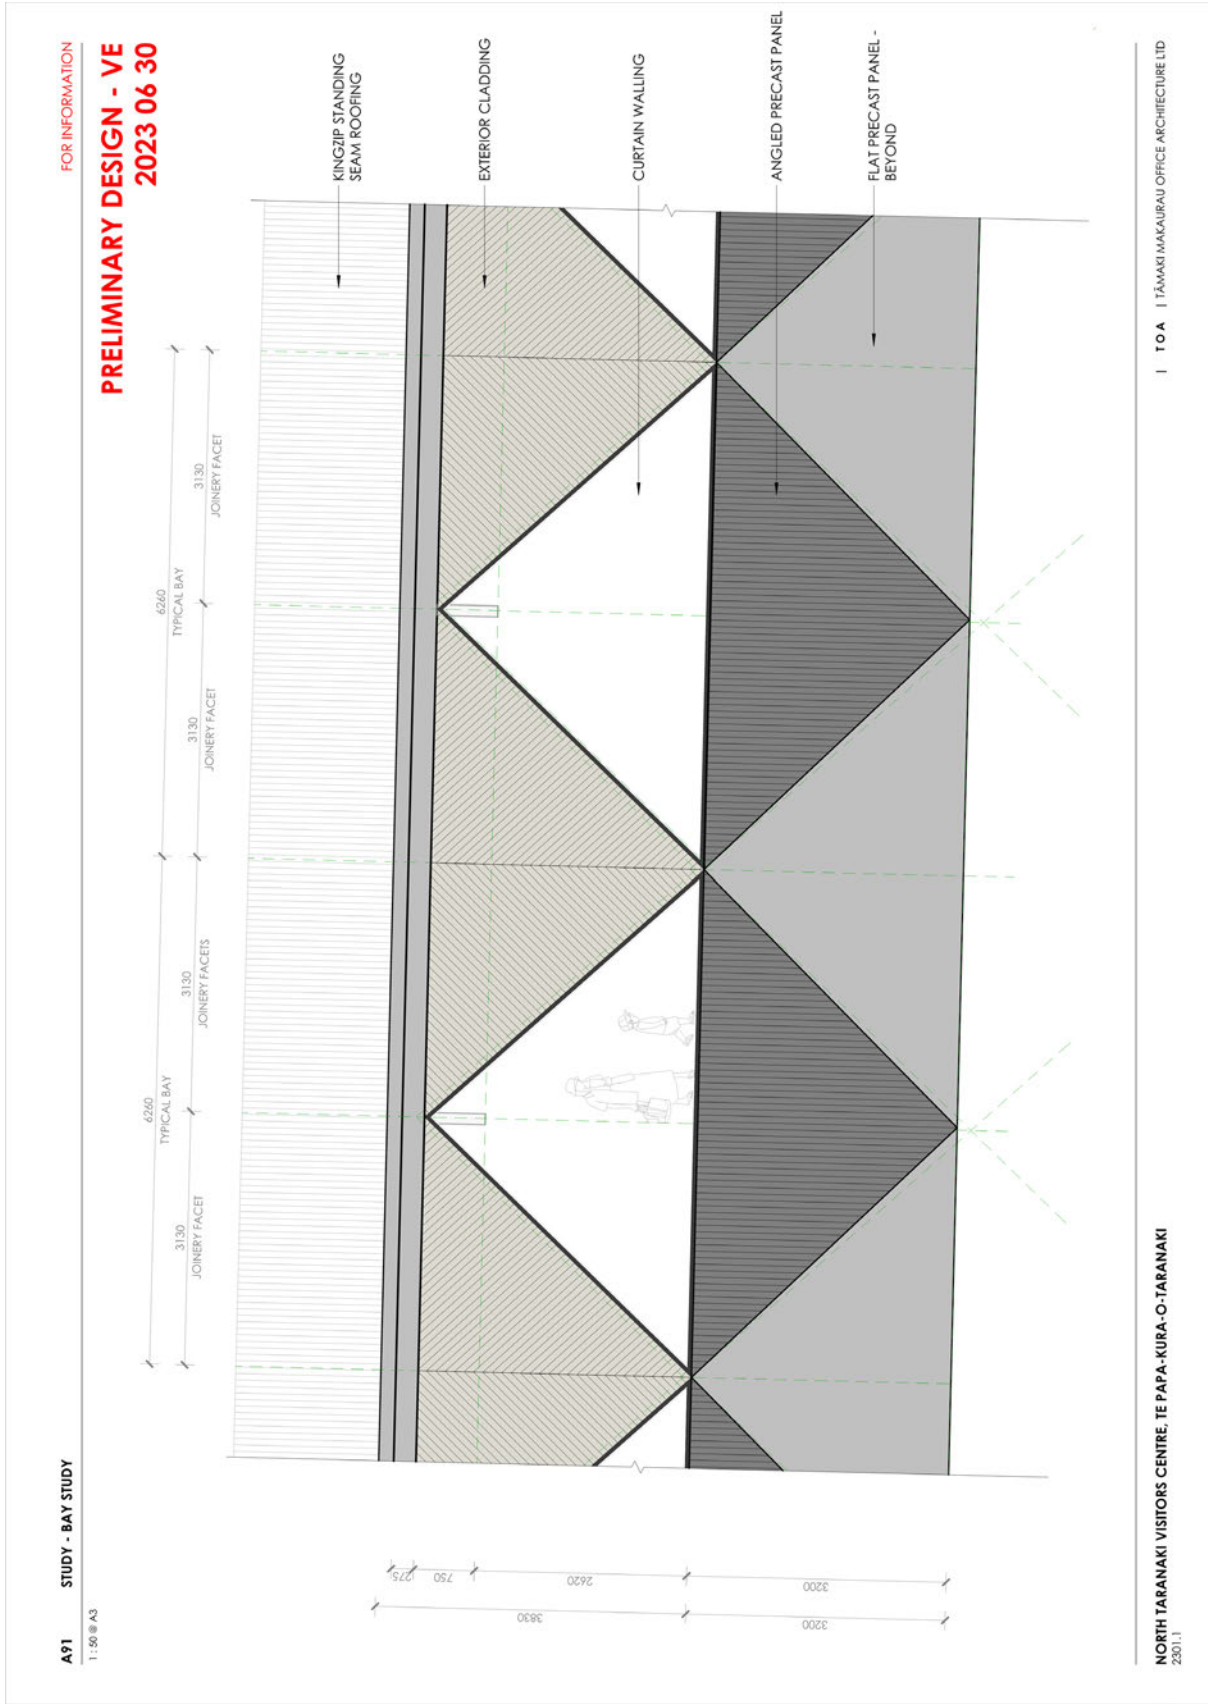 A91 STUDY - BAY STUDY
1 : 50 @ A3
FOR INFORMATION
PRELIMINARY DESIGN - VE
2023 06 30
6260
TYPICAL BAY
6260
TYPICAL BAY
3130
JOINERY FACET
3130
JOINERY FACETS
3130
JOINERY FACET
3130
JOINERY FACET
275
750
2620
3200
3830
3200
KINGZIP STANDING
SEAM ROOFING
EXTERIOR CLADDING
CURTAIN WALLING
ANGLED PRECAST PANEL
FLAT PRECAST PANEL -
BEYOND
NORTH TARANAKI VISITORS CENTRE, TE PAPA-KURA-O-TARANAKI
2301.1
| TOA | TĀMAKI MAKAURAU OFFICE ARCHITECTURE LTD